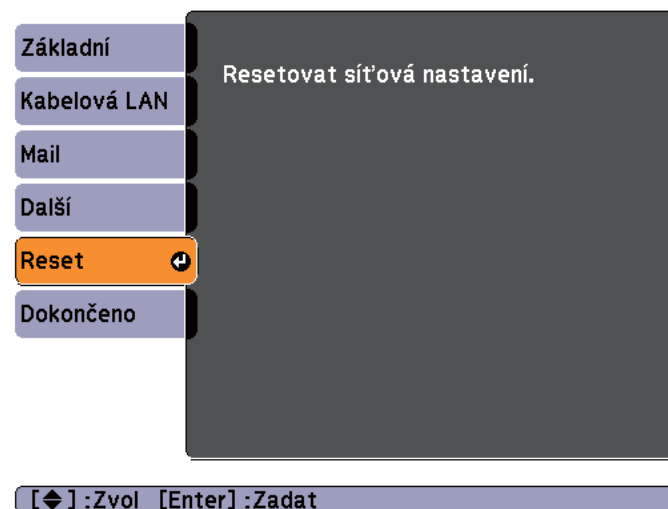 Základní
Kabelová LAN
Mail
Další
Reset
Dokončeno
Resetovat síťová nastavení.
[◆] :Zvol [Enter] :Zadat